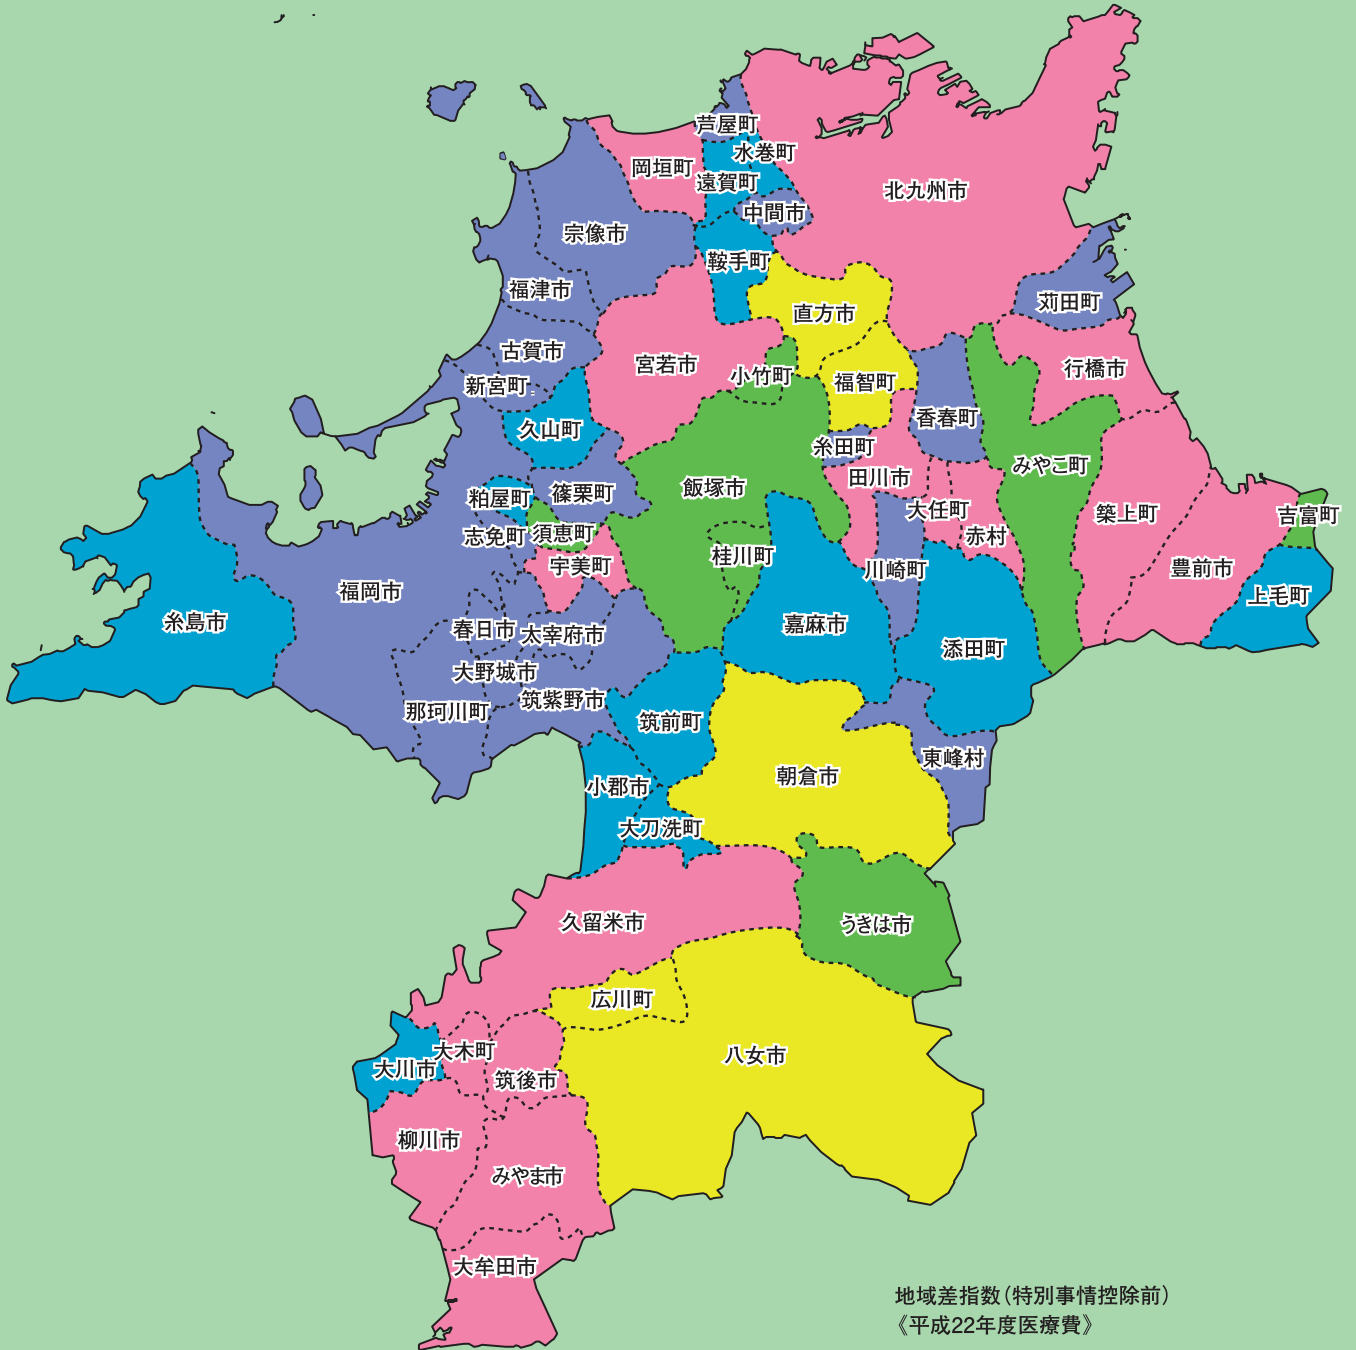 芦屋町
水巻町
岡垣町
遠賀町
北九州市
中間市
宗像市
鞍手町
福津市
苅田町
直方市
古賀市
宮若市
行橋市
小竹町
新宮町
福智町
香春町
久山町
糸田町
みやこ町
田川市
飯塚市
篠栗町
粕屋町
大任町
築上町
吉富町
須恵町
志免町
赤村
桂川町
宇美町
川崎町
豊前市
福岡市
上毛町
糸島市
嘉麻市
春日市
太宰府市
添田町
大野城市
筑紫野市
那珂川町
筑前町
東峰村
朝倉市
小郡市
大刀洗町
久留米市
うきは市
広川町
大木町
八女市
大川市
筑後市
柳川市
みやま市
大牟田市
地域差指数（特別事情控除前）
《平成22年度医療費》